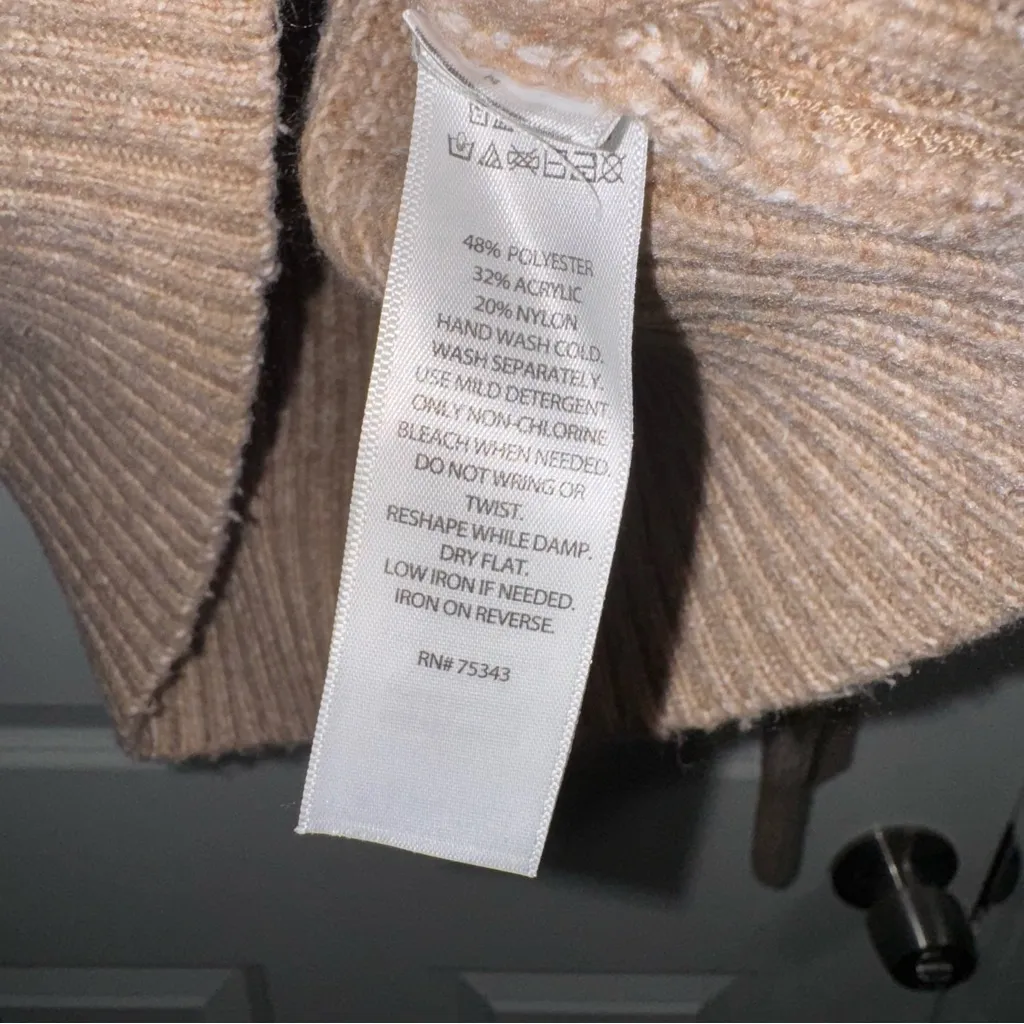 48% POLYESTER
32% ACRYLIC
20% NYLON
HAND WASH COLD.
WASH SEPARATELY.
USE MILD DETERGENT
ONLY NON-CHLORINE
BLEACH WHEN NEEDED.
DO NOT WRING OR
TWIST.
RESHAPE WHILE DAMP.
DRY FLAT.
LOW IRON IF NEEDED.
IRON ON REVERSE.
RN# 75343